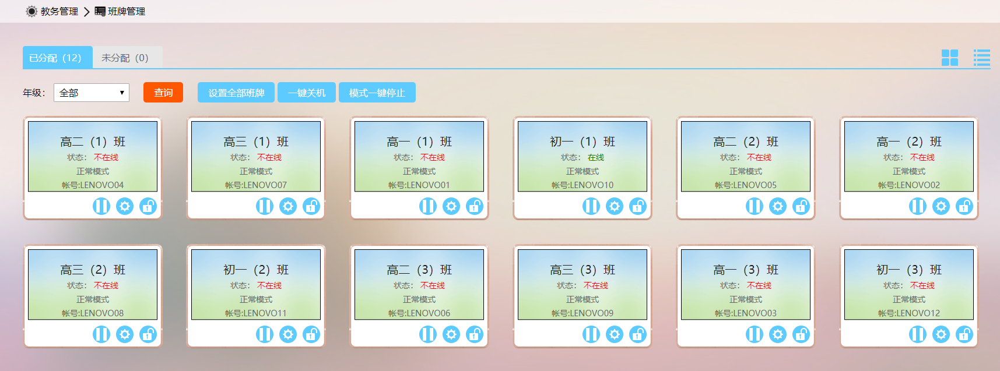 教务管理 班牌管理
已分配（12） 未分配（0）
年级： 全部 查询 设置全部班牌 一键关机 模式一键停止
高二（1）班 高三（1）班 高一（1）班 初一（1）班 高二（2）班 高一（2）班
状态： 不在线 状态： 不在线 状态： 不在线 状态： 在线 状态： 不在线 状态： 不在线
正常模式 正常模式 正常模式 正常模式 正常模式 正常模式
帐号:LENOVO04 帐号:LENOVO07 帐号:LENOVO01 帐号:LENOVO10 帐号:LENOVO05 帐号:LENOVO02
高三（2）班 初一（2）班 高二（3）班 高三（3）班 高一（3）班 初一（3）班
状态： 不在线 状态： 不在线 状态： 不在线 状态： 不在线 状态： 不在线 状态： 不在线
正常模式 正常模式 正常模式 正常模式 正常模式 正常模式
帐号:LENOVO08 帐号:LENOVO11 帐号:LENOVO06 帐号:LENOVO09 帐号:LENOVO03 帐号:LENOVO12